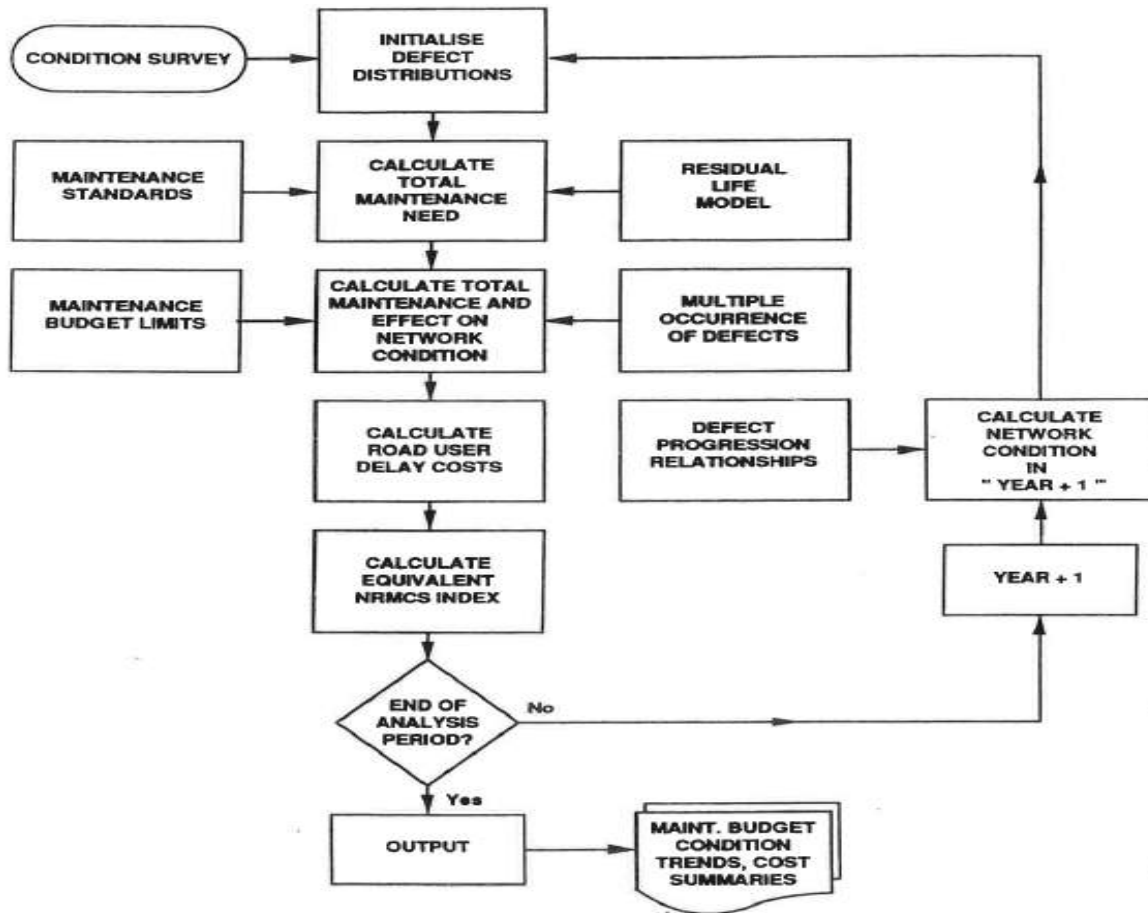 CONDITION SURVEY
INITIALISE
DEFECT
DISTRIBUTIONS
MAINTENANCE
STANDARDS
CALCULATE
TOTAL
MAINTENANCE
NEED
RESIDUAL
LIFE
MODEL
MAINTENANCE
BUDGET LIMITS
CALCULATE TOTAL
MAINTENANCE AND
EFFECT ON
NETWORK
CONDITION
MULTIPLE
OCCURRENCE
OF DEFECTS
CALCULATE
ROAD USER
DELAY COSTS
DEFECT
PROGRESSION
RELATIONSHIPS
CALCULATE
NETWORK
CONDITION
IN
" YEAR + 1 '"
CALCULATE
EQUIVALENT
NRMCS INDEX
YEAR + 1
END OF
ANALYSIS
PERIOD?
No
Yes
OUTPUT
MAINT. BUDGET
CONDITION
TRENDS, COST
SUMMARIES